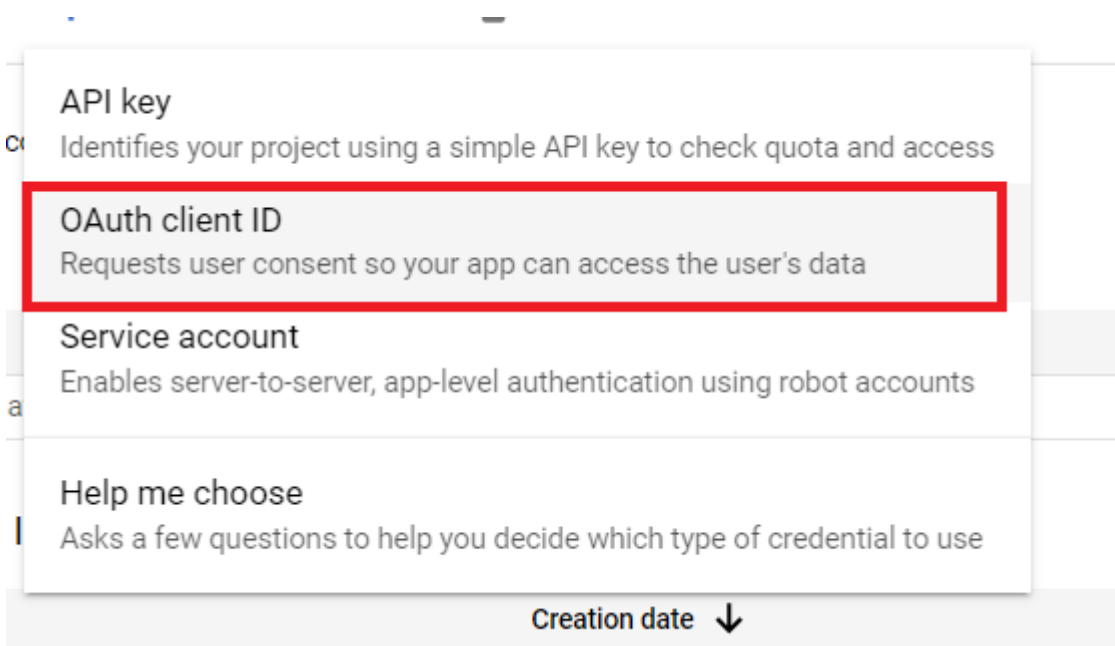 API key
Identifies your project using a simple API key to check quota and access
OAuth client ID
Requests user consent so your app can access the user's data
Service account
Enables server-to-server, app-level authentication using robot accounts
Help me choose
Asks a few questions to help you decide which type of credential to use
Creation date